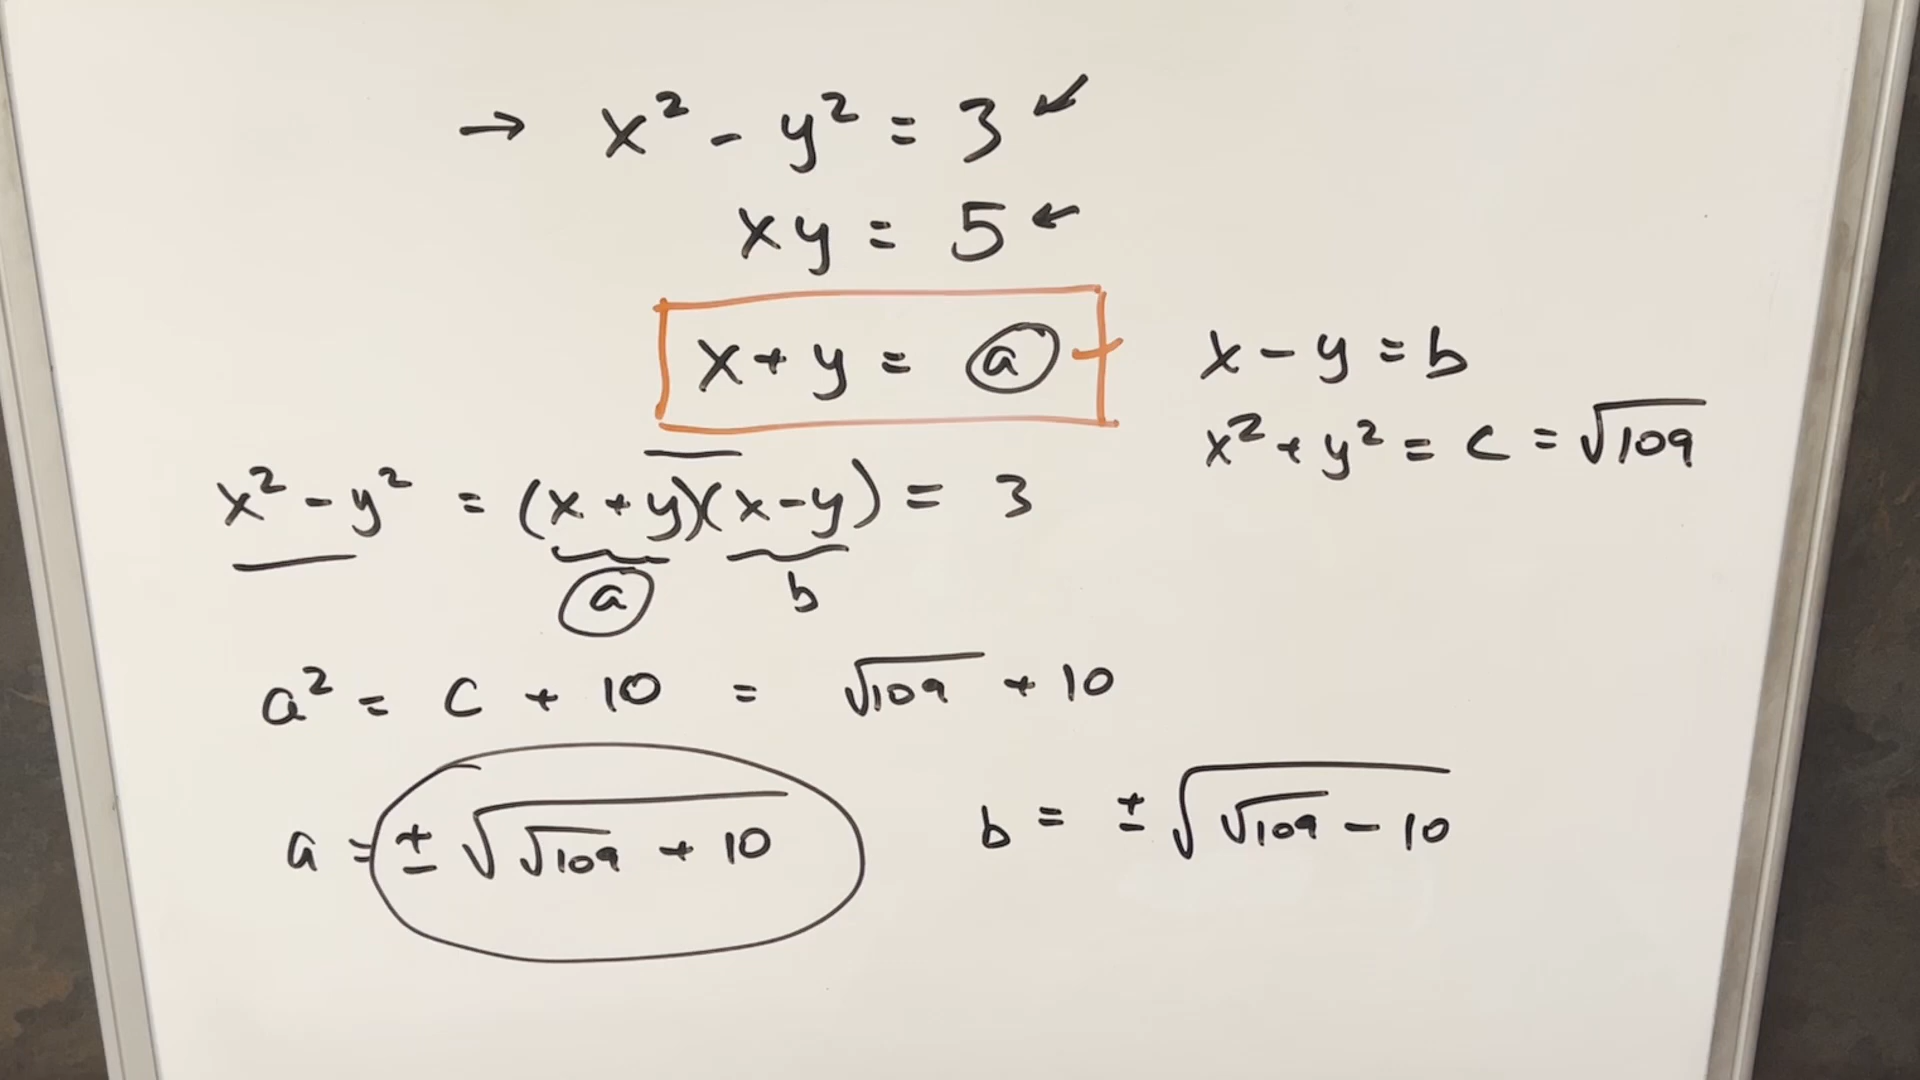 → x² - y² = 3 ↙
xy = 5 ←
x + y = a
x - y = b
x² + y² = c = √109
x² - y² = (x + y)(x - y) = 3
a b
a² = c + 10 = √109 + 10
a = ± √(√109 + 10)
b = ± √(√109 - 10)